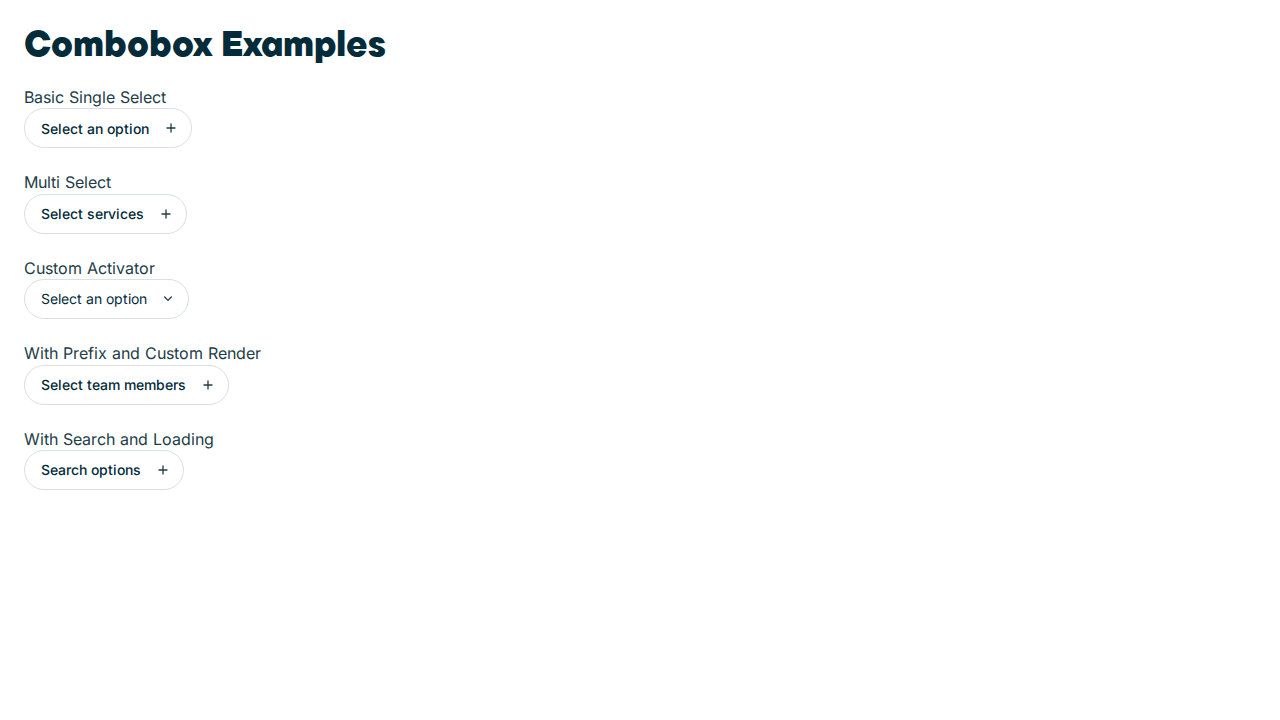 Combobox Examples
Basic Single Select
Select an option
Multi Select
Select services
Custom Activator
Select an option
With Prefix and Custom Render
Select team members
With Search and Loading
Search options